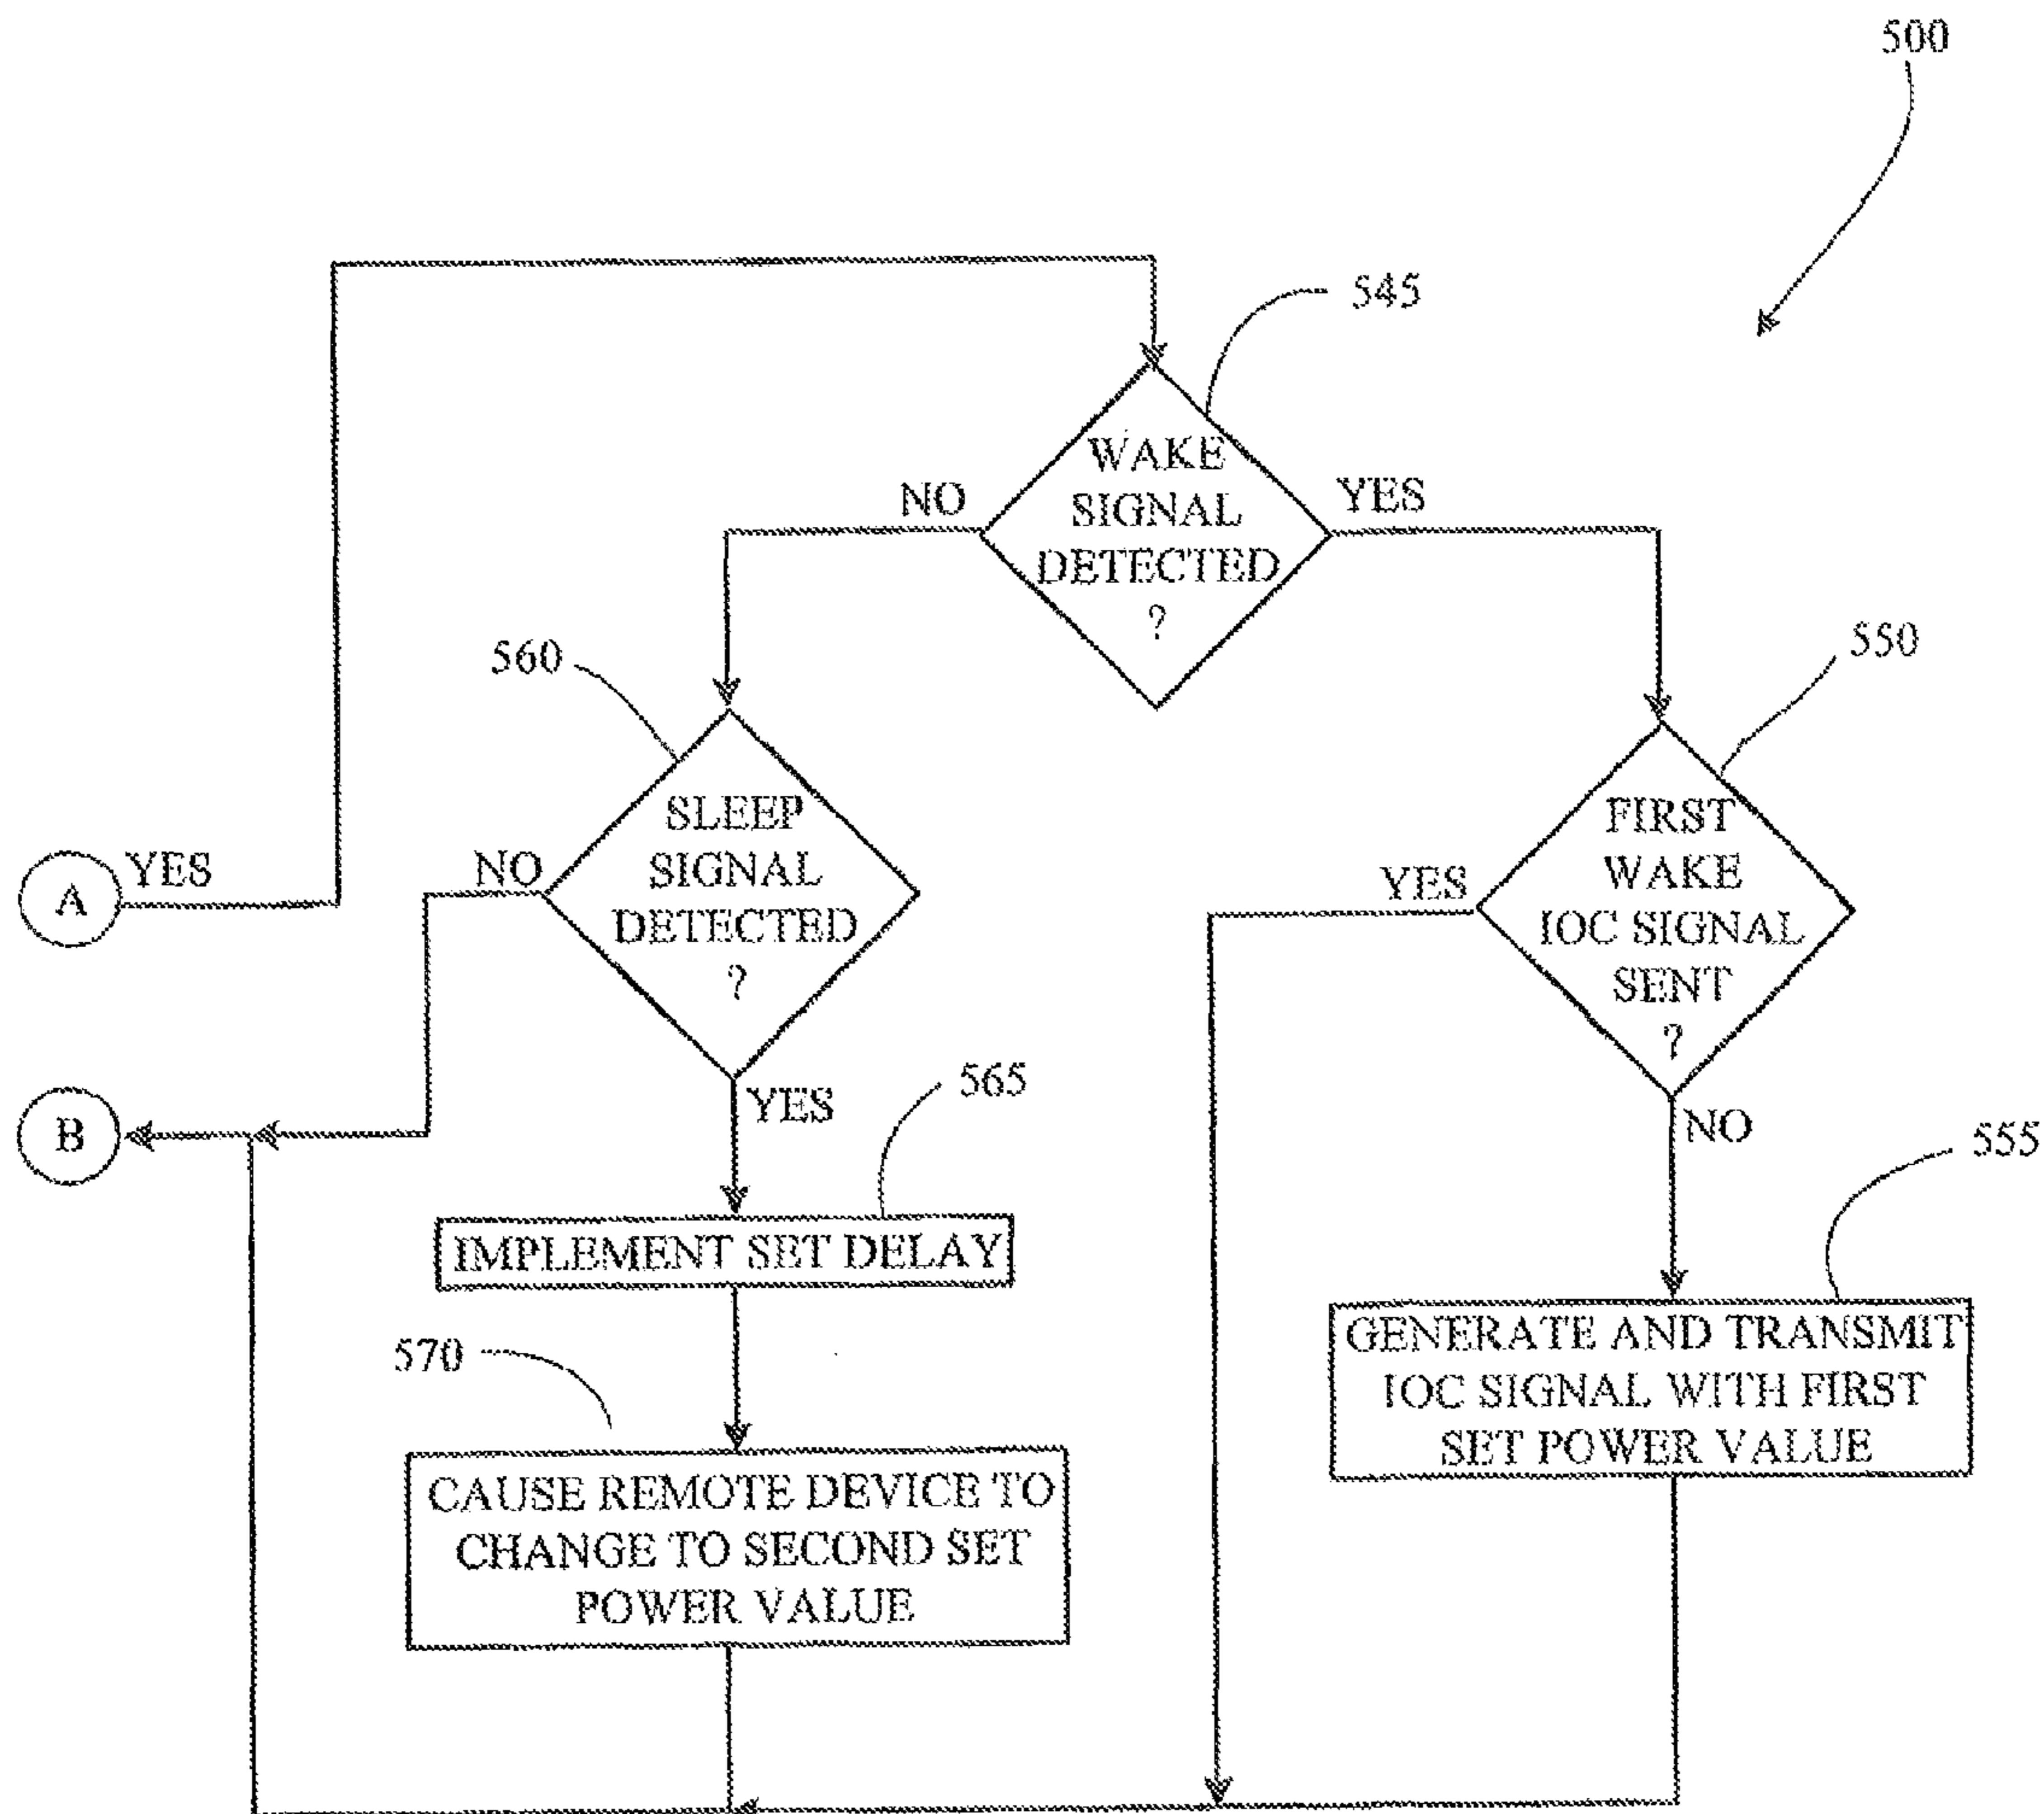 500
545
WAKE
SIGNAL
DETECTED
?
NO
YES
560
550
SLEEP
SIGNAL
DETECTED
?
FIRST
WAKE
IOC SIGNAL
SENT
?
A
YES
NO
YES
B
YES
565
NO
555
IMPLEMENT SET DELAY
GENERATE AND TRANSMIT
IOC SIGNAL WITH FIRST
SET POWER VALUE
570
CAUSE REMOTE DEVICE TO
CHANGE TO SECOND SET
POWER VALUE